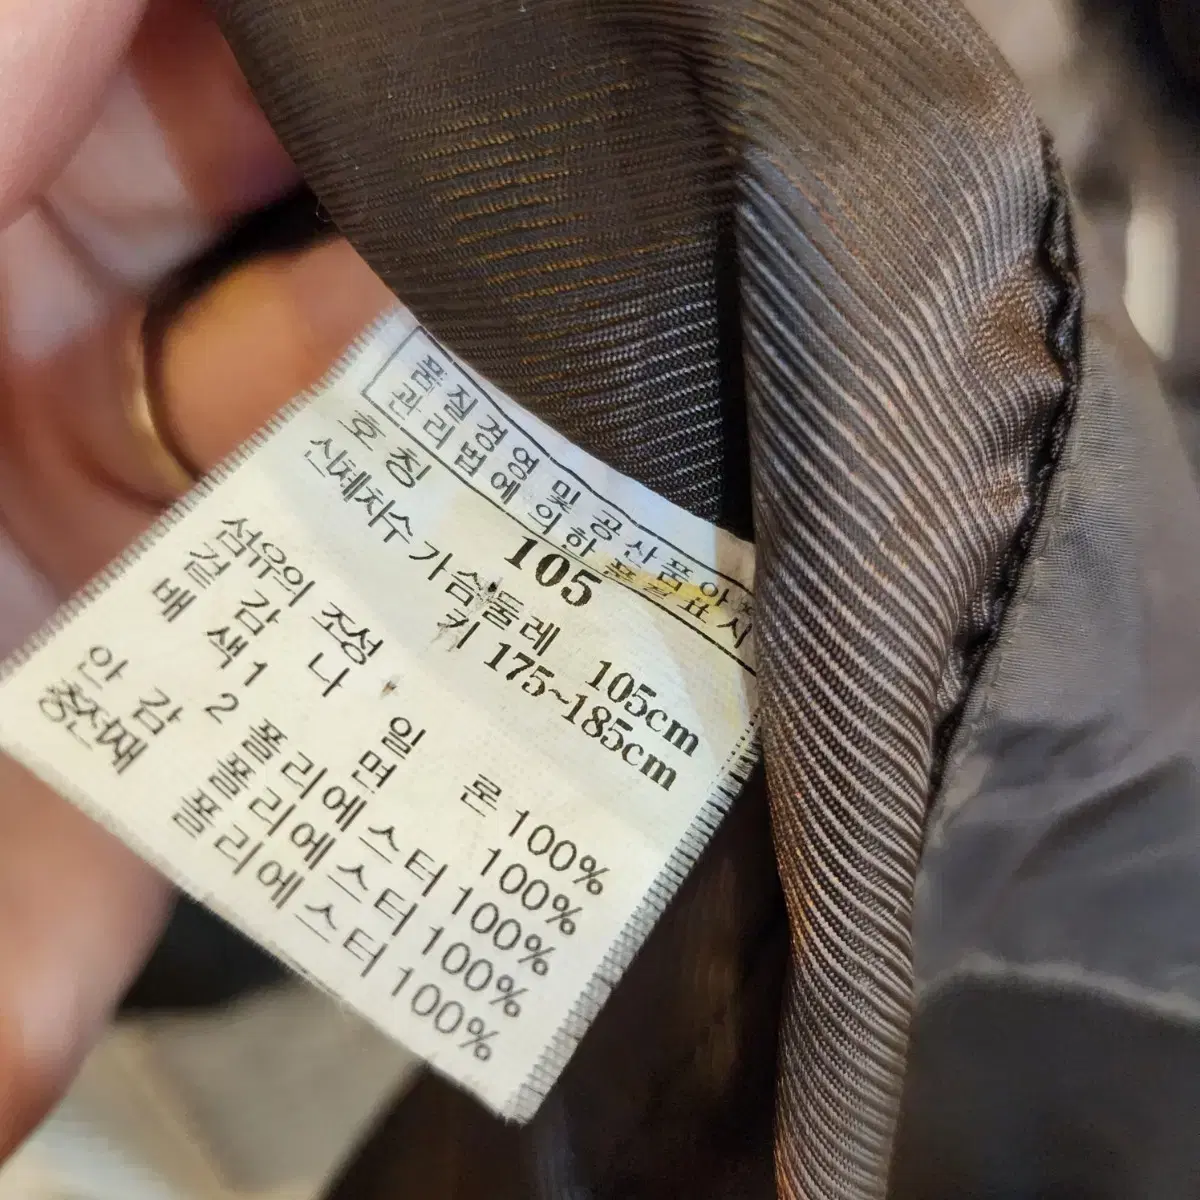 품질경영 및 공산품안
관리법에 의한 품질표시
호칭 105
신체치수 가슴둘레 105cm
키 175~185cm
섬유의 조성
겉감 나일론 100%
배색1 면 100%
2 폴리에스터 100%
안감 폴리에스터 100%
충전재 폴리에스터 100%